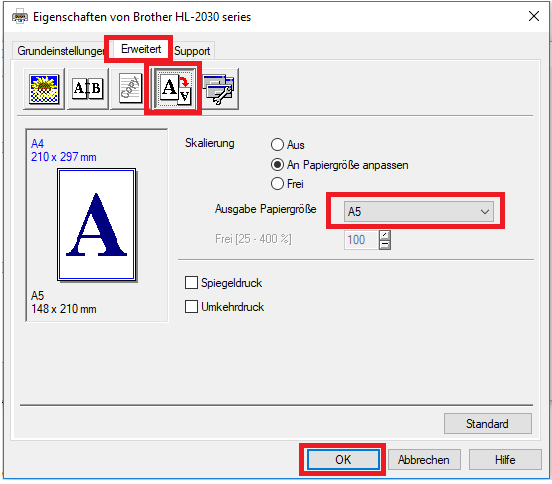 Eigenschaften von Brother HL-2030 series
Grundeinstellungen Erweitert Support
A B Copy A A
A4
210 x 297 mm
A
A5
148 x 210 mm
Skalierung
Aus
An Papiergröße anpassen
Frei
Ausgabe Papiergröße A5
Frei [25 - 400 %] 100
Spiegeldruck
Umkehrdruck
Standard
OK Abbrechen Hilfe